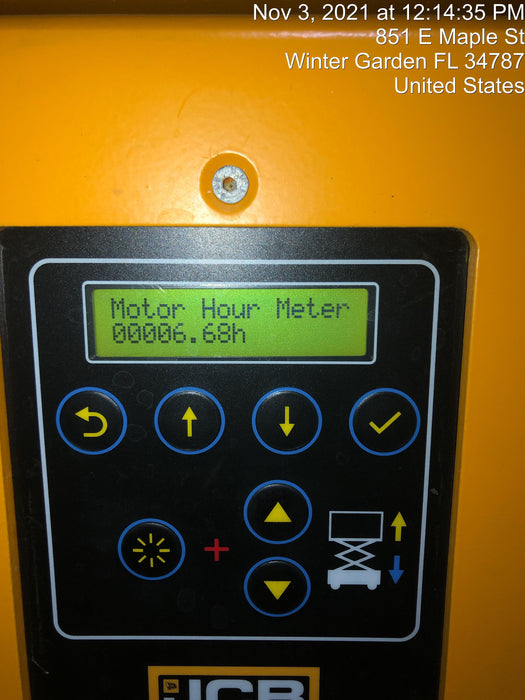 Nov 3, 2021 at 12:14:35 PM
851 E Maple St
Winter Garden FL 34787
United States
Motor Hour Meter
00006.68h
JCB